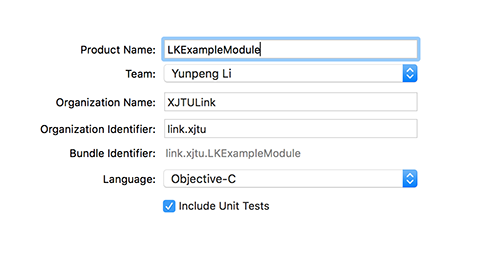 Product Name: LKExampleModule
Team: Yunpeng Li
Organization Name: XJTULink
Organization Identifier: link.xjtu
Bundle Identifier: link.xjtu.LKExampleModule
Language: Objective-C
Include Unit Tests